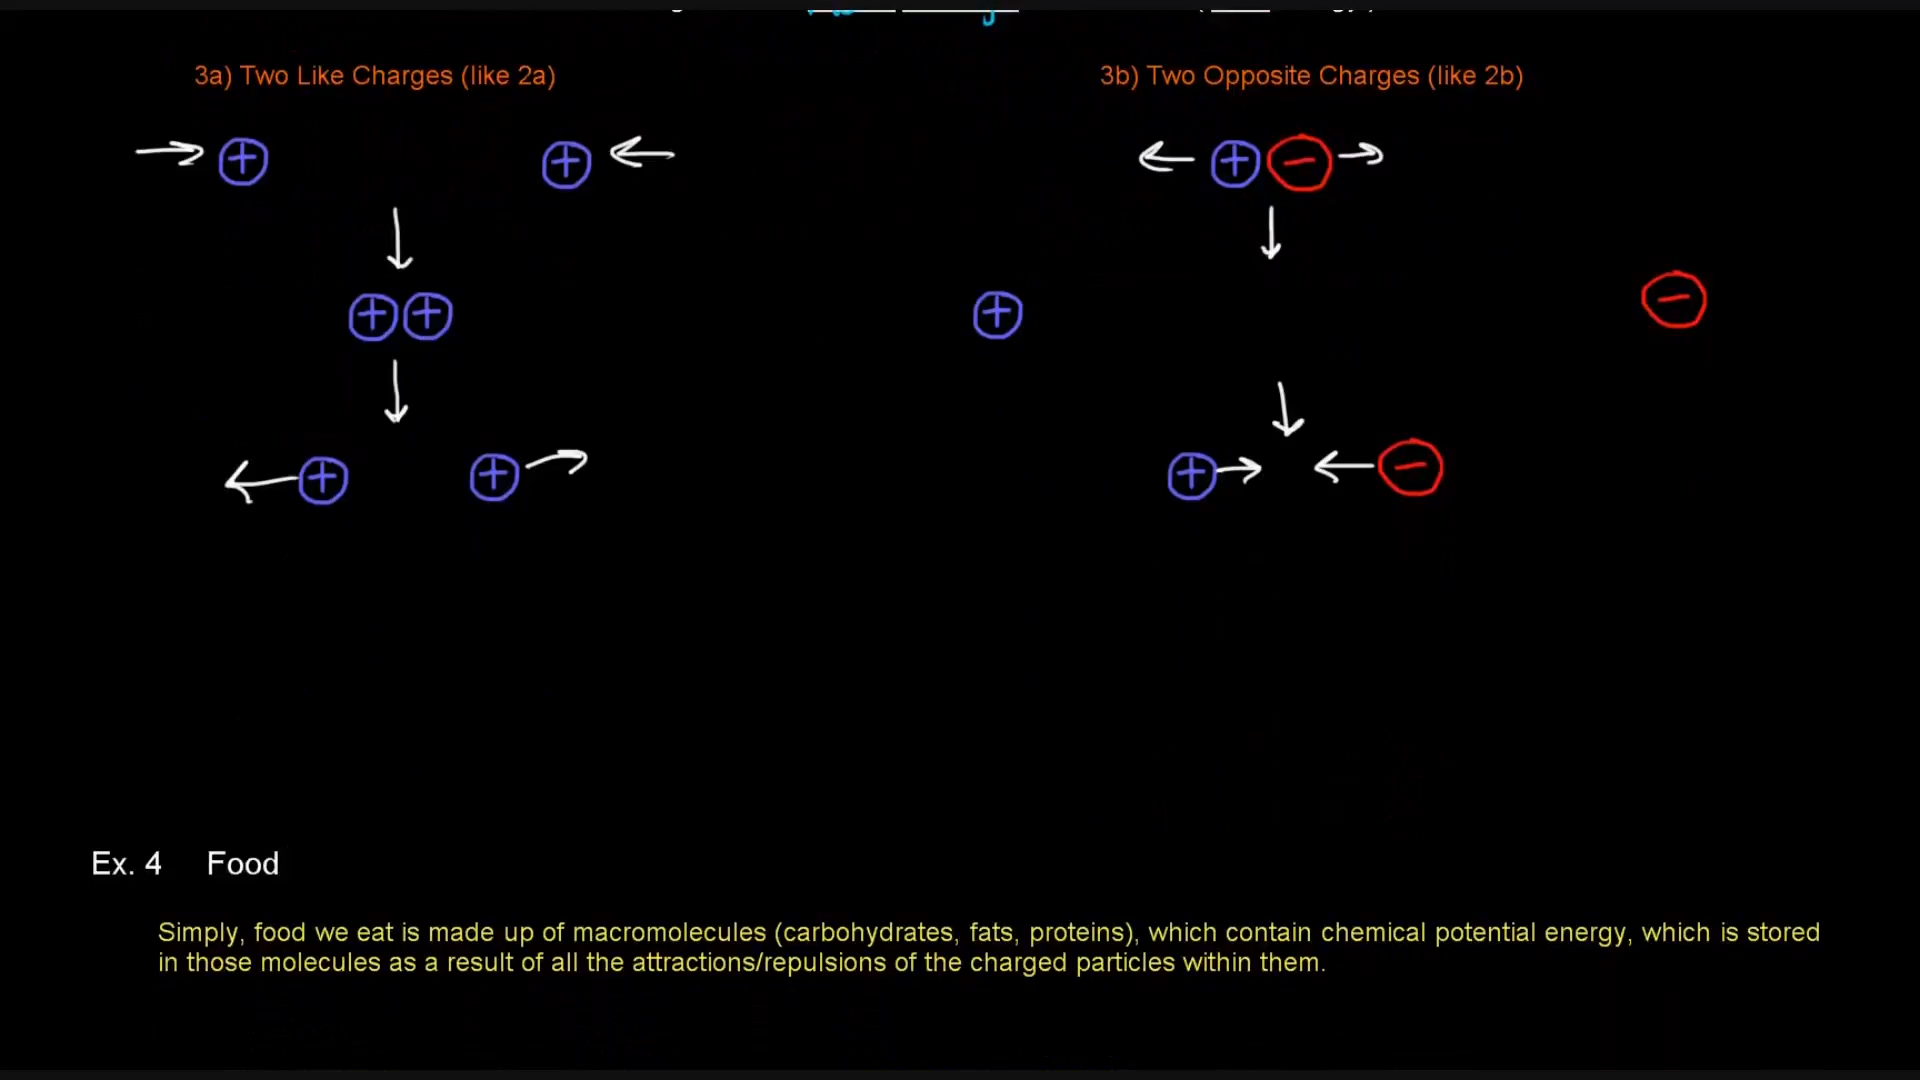 3a) Two Like Charges (like 2a)
3b) Two Opposite Charges (like 2b)
+ + + −
+ + + −
+ + + −
Ex. 4 Food
Simply, food we eat is made up of macromolecules (carbohydrates, fats, proteins), which contain chemical potential energy, which is stored
in those molecules as a result of all the attractions/repulsions of the charged particles within them.